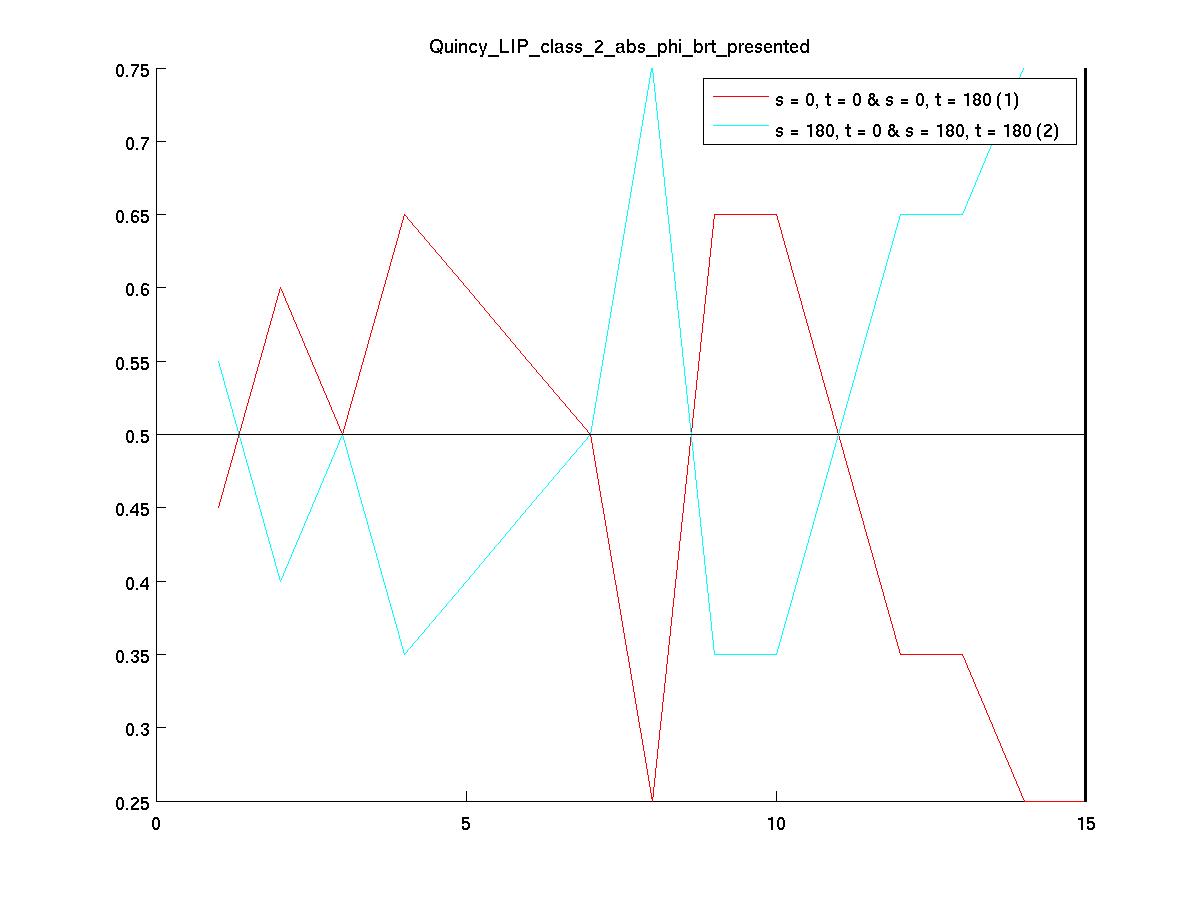 Quincy_LIP_class_2_abs_phi_brt_presented
s = 0, t = 0 & s = 0, t = 180 (1)
s = 180, t = 0 & s = 180, t = 180 (2)
0.75
0.7
0.65
0.6
0.55
0.5
0.45
0.4
0.35
0.3
0.25
0 5 10 15